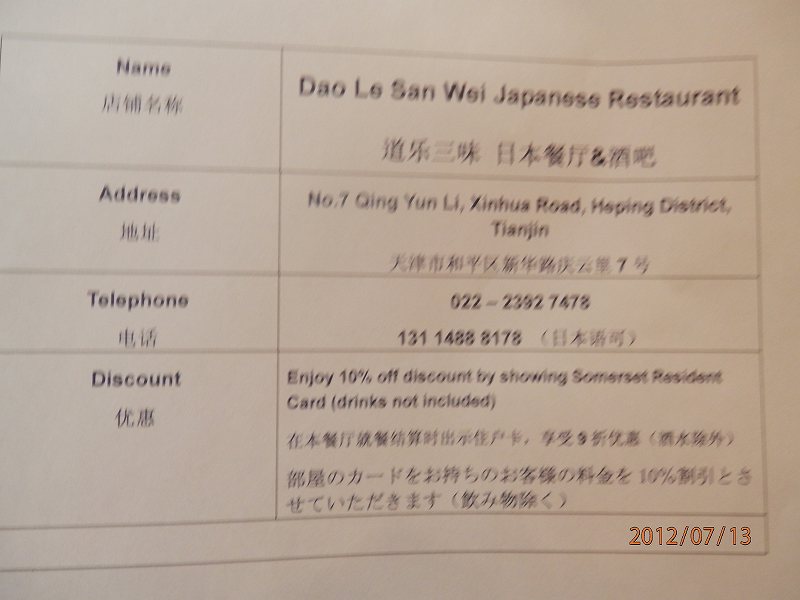 Name
店铺名称
Dao Le San Wei Japanese Restaurant
道乐三味 日本餐厅&酒吧
Address
地址
No.7 Qing Yun Li, Xinhua Road, Heping District,
Tianjin
天津市和平区新华路庆云里 7 号
Telephone
电话
022 – 2392 7478
131 1488 8178 （日本语可）
Discount
优惠
Enjoy 10% off discount by showing Somerset Resident
Card (drinks not included)
在本餐厅就餐结算时出示住户卡，享受 9 折优惠（酒水除外）
部屋のカードをお持ちのお客様の料金を 10%割引とさ
せていただきます（飲み物除く）
2012/07/13